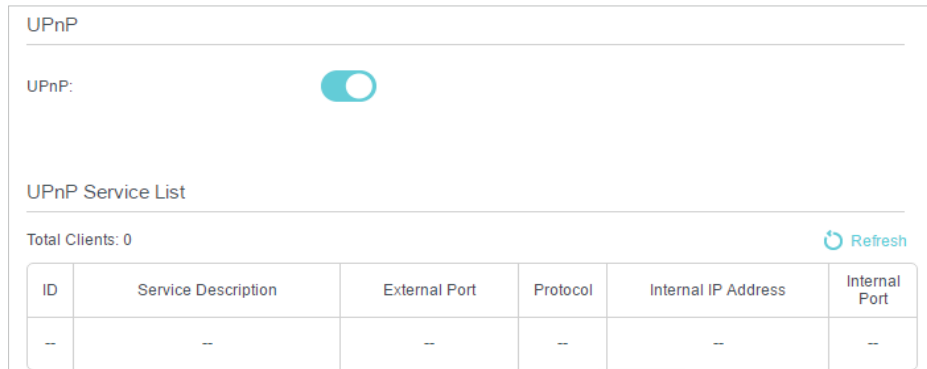 UPnP
UPnP:
UPnP Service List
Total Clients: 0
Refresh
ID Service Description External Port Protocol Internal IP Address Internal Port
-- -- -- -- -- --